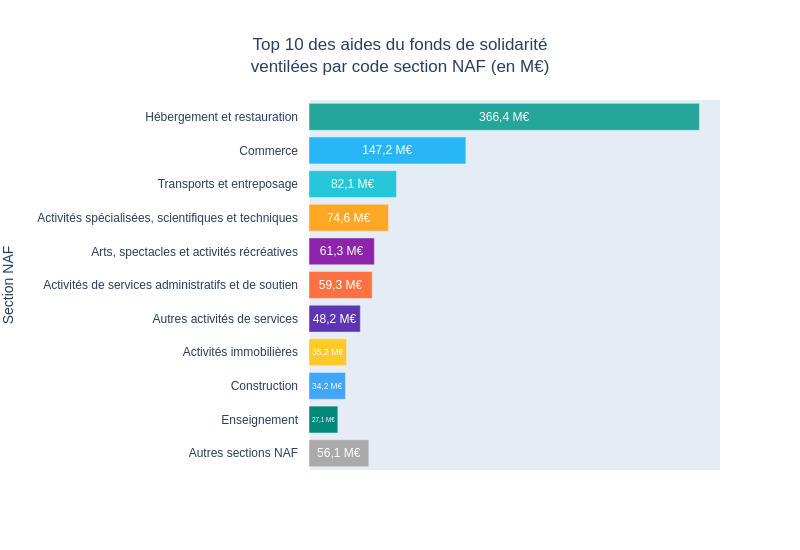 Top 10 des aides du fonds de solidarité
ventilées par code section NAF (en M€)
Section NAF
Hébergement et restauration 366,4 M€
Commerce 147,2 M€
Transports et entreposage 82,1 M€
Activités spécialisées, scientifiques et techniques 74,6 M€
Arts, spectacles et activités récréatives 61,3 M€
Activités de services administratifs et de soutien 59,3 M€
Autres activités de services 48,2 M€
Activités immobilières 35,2 M€
Construction 34,2 M€
Enseignement 27,1 M€
Autres sections NAF 56,1 M€